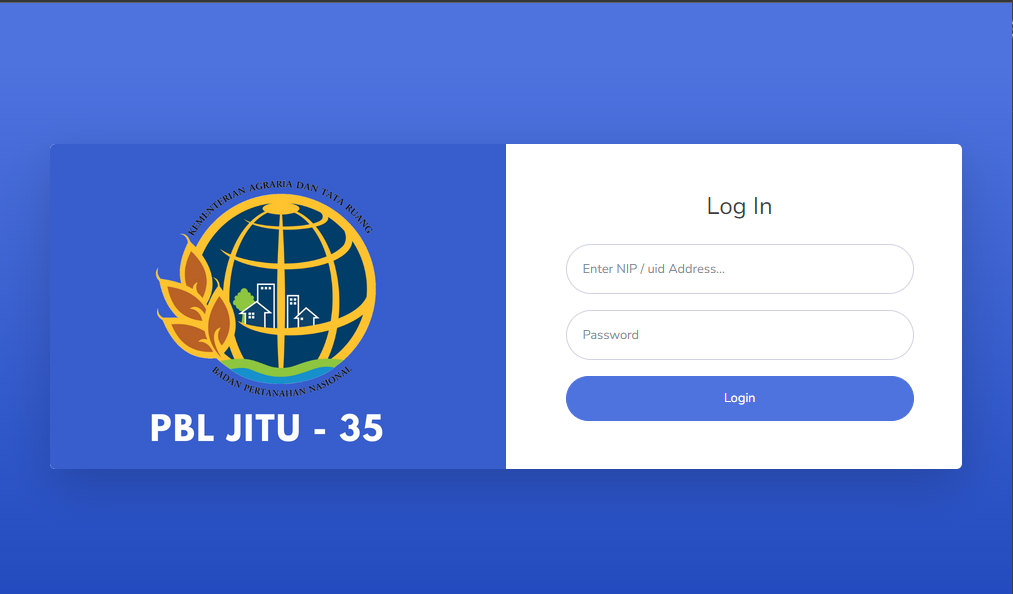 KEMENTERIAN AGRARIA DAN TATA RUANG
BADAN PERTANAHAN NASIONAL
PBL JITU - 35
Log In
Enter NIP / uid Address...
Password
Login